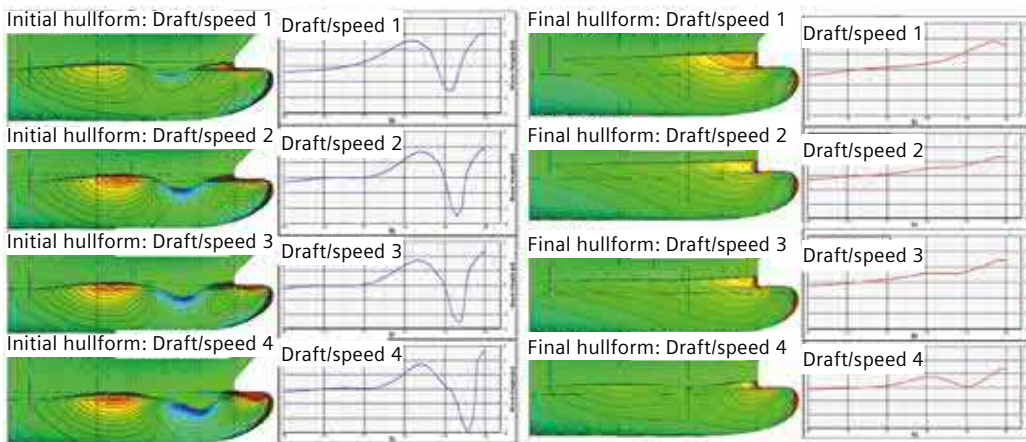 Initial hullform: Draft/speed 1
Draft/speed 1
Final hullform: Draft/speed 1
Draft/speed 1
Initial hullform: Draft/speed 2
Draft/speed 2
Final hullform: Draft/speed 2
Draft/speed 2
Initial hullform: Draft/speed 3
Draft/speed 3
Final hullform: Draft/speed 3
Draft/speed 3
Initial hullform: Draft/speed 4
Draft/speed 4
Final hullform: Draft/speed 4
Draft/speed 4